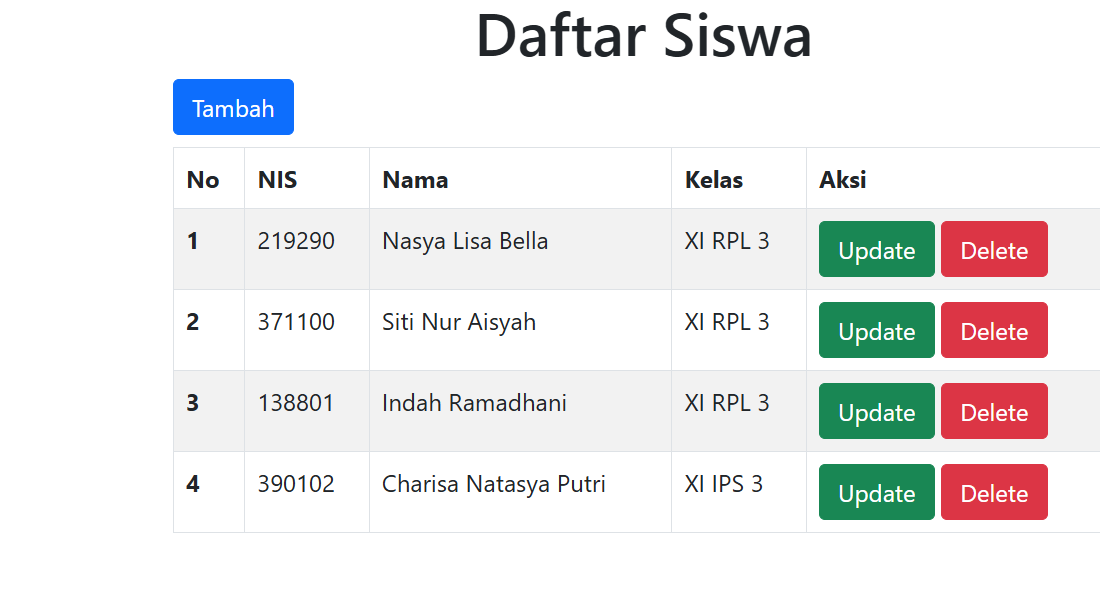 Daftar Siswa
Tambah
No NIS Nama Kelas Aksi
1 219290 Nasya Lisa Bella XI RPL 3 Update Delete
2 371100 Siti Nur Aisyah XI RPL 3 Update Delete
3 138801 Indah Ramadhani XI RPL 3 Update Delete
4 390102 Charisa Natasya Putri XI IPS 3 Update Delete